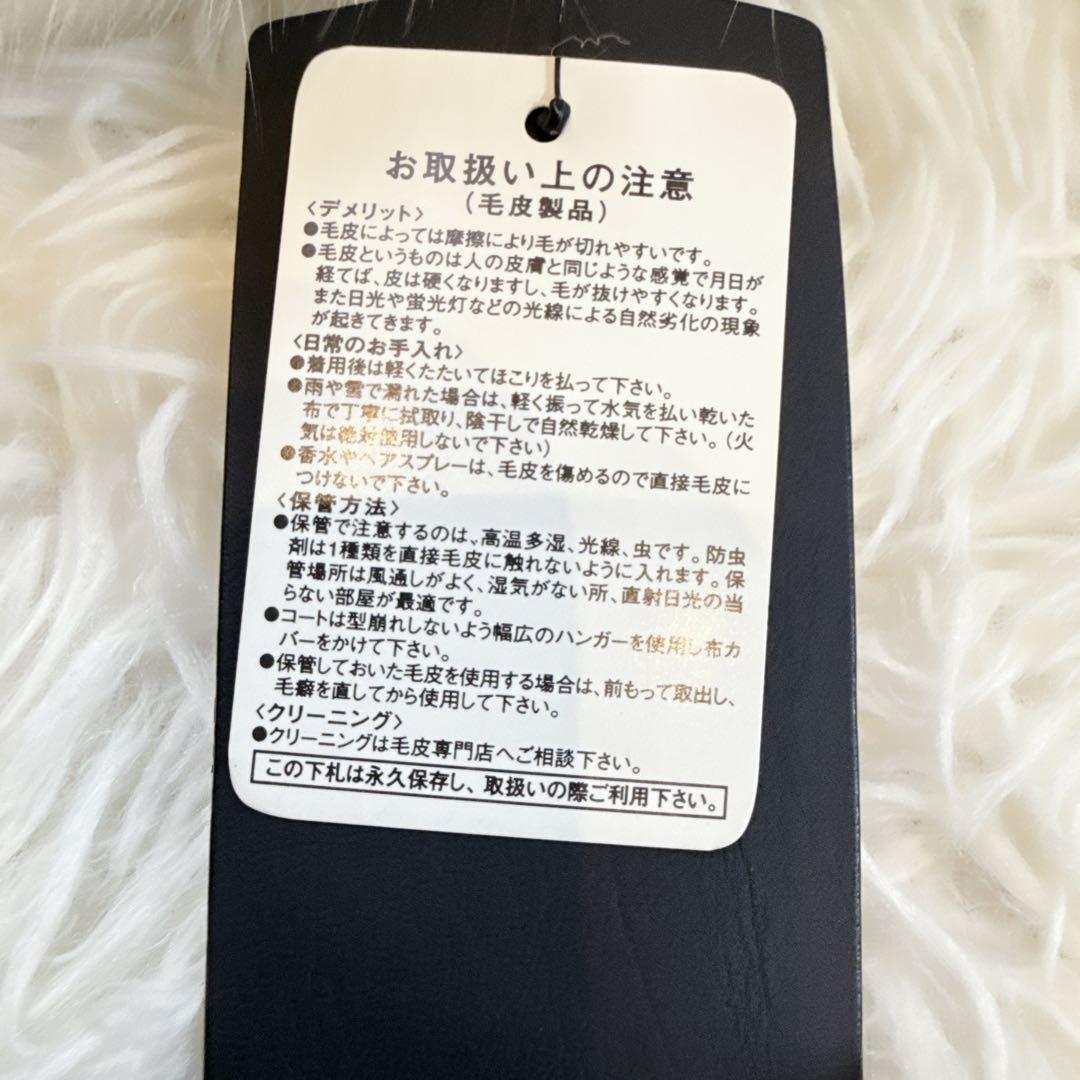 お取扱い上の注意
（毛皮製品）
〈デメリット〉
●毛皮によっては摩擦により毛が切れやすいです。
●毛皮というものは人の皮膚と同じような感覚で月日が
経てば、皮は硬くなりますし、毛が抜けやすくなります。
また日光や蛍光灯などの光線による自然劣化の現象
が起きてきます。
〈日常のお手入れ〉
●着用後は軽くたたいてほこりを払って下さい。
●雨や雪で濡れた場合は、軽く振って水気を払い乾いた
布で丁寧に拭取り、陰干しで自然乾燥して下さい。（火
気は絶対使用しないで下さい）
●香水やヘアスプレーは、毛皮を傷めるので直接毛皮に
つけないで下さい。
〈保管方法〉
●保管で注意するのは、高温多湿、光線、虫です。防虫
剤は1種類を直接毛皮に触れないように入れます。保
管場所は風通しがよく、湿気がない所、直射日光の当
らない部屋が最適です。
●コートは型崩れしないよう幅広のハンガーを使用し布カ
バーをかけて下さい。
●保管しておいた毛皮を使用する場合は、前もって取出し、
毛癖を直してから使用して下さい。
〈クリーニング〉
●クリーニングは毛皮専門店へご相談下さい。
この下札は永久保存し、取扱いの際ご利用下さい。